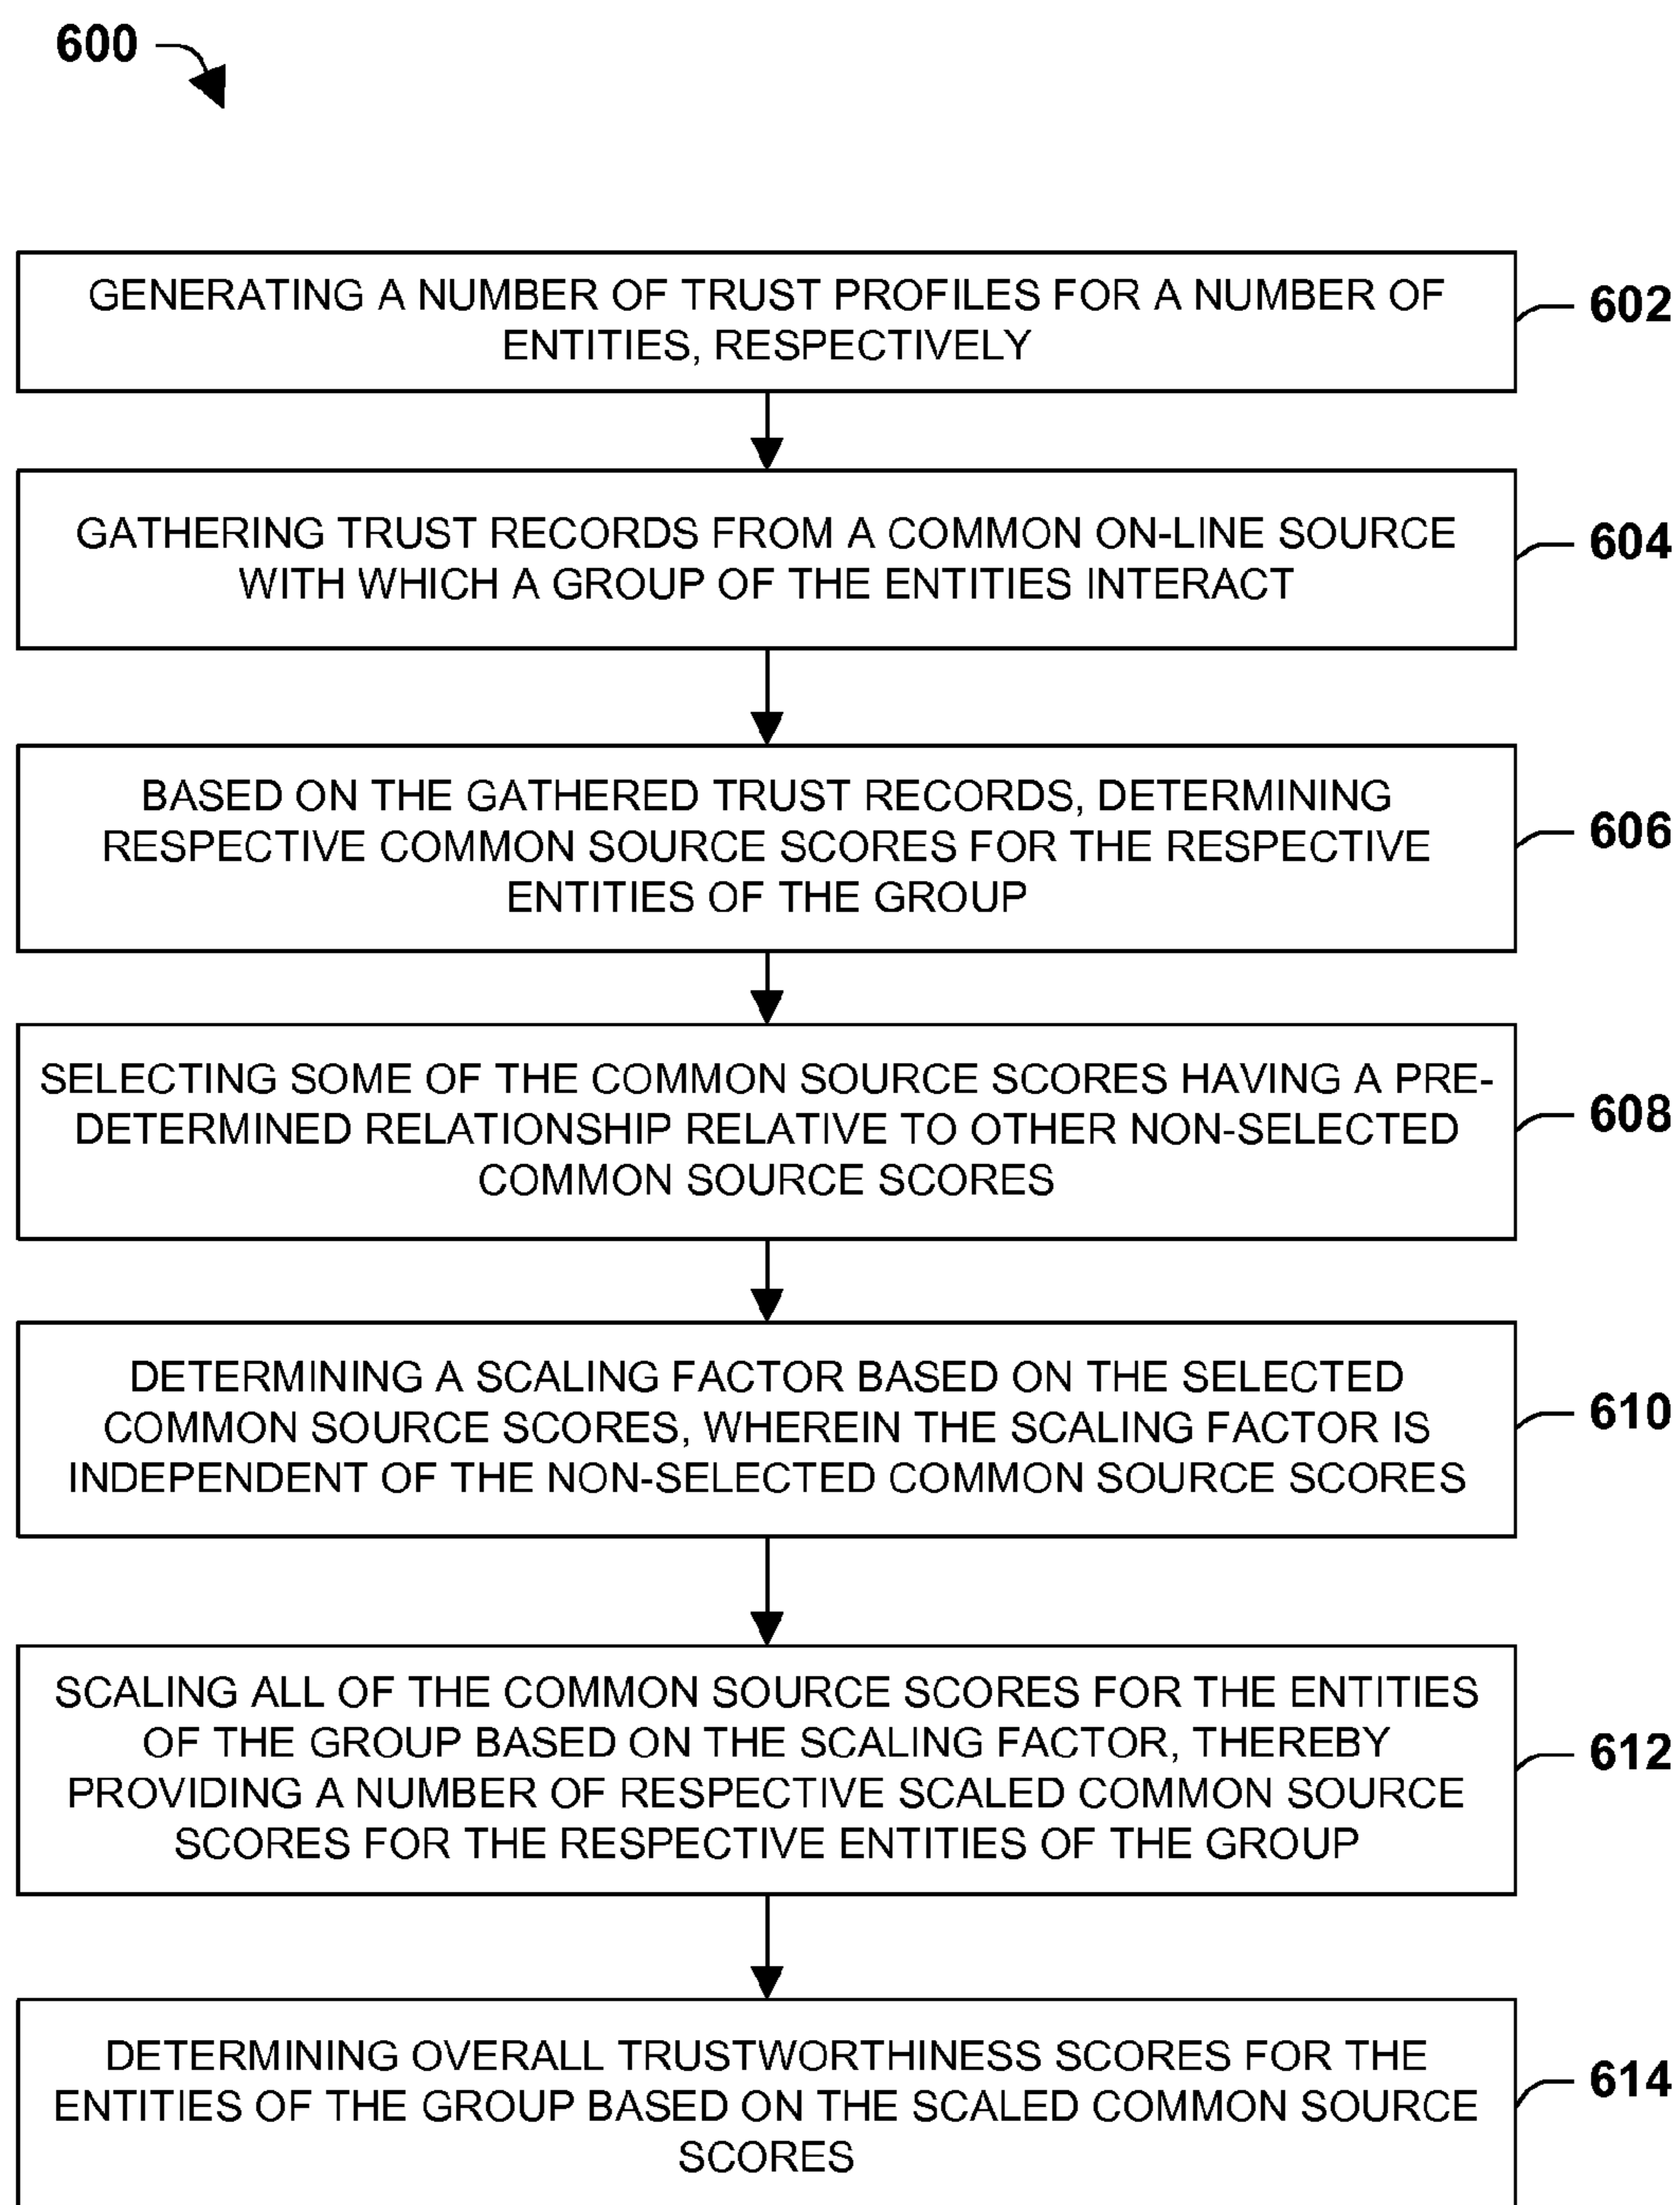 600
GENERATING A NUMBER OF TRUST PROFILES FOR A NUMBER OF
ENTITIES, RESPECTIVELY
602
GATHERING TRUST RECORDS FROM A COMMON ON-LINE SOURCE
WITH WHICH A GROUP OF THE ENTITIES INTERACT
604
BASED ON THE GATHERED TRUST RECORDS, DETERMINING
RESPECTIVE COMMON SOURCE SCORES FOR THE RESPECTIVE
ENTITIES OF THE GROUP
606
SELECTING SOME OF THE COMMON SOURCE SCORES HAVING A PRE-
DETERMINED RELATIONSHIP RELATIVE TO OTHER NON-SELECTED
COMMON SOURCE SCORES
608
DETERMINING A SCALING FACTOR BASED ON THE SELECTED
COMMON SOURCE SCORES, WHEREIN THE SCALING FACTOR IS
INDEPENDENT OF THE NON-SELECTED COMMON SOURCE SCORES
610
SCALING ALL OF THE COMMON SOURCE SCORES FOR THE ENTITIES
OF THE GROUP BASED ON THE SCALING FACTOR, THEREBY
PROVIDING A NUMBER OF RESPECTIVE SCALED COMMON SOURCE
SCORES FOR THE RESPECTIVE ENTITIES OF THE GROUP
612
DETERMINING OVERALL TRUSTWORTHINESS SCORES FOR THE
ENTITIES OF THE GROUP BASED ON THE SCALED COMMON SOURCE
SCORES
614